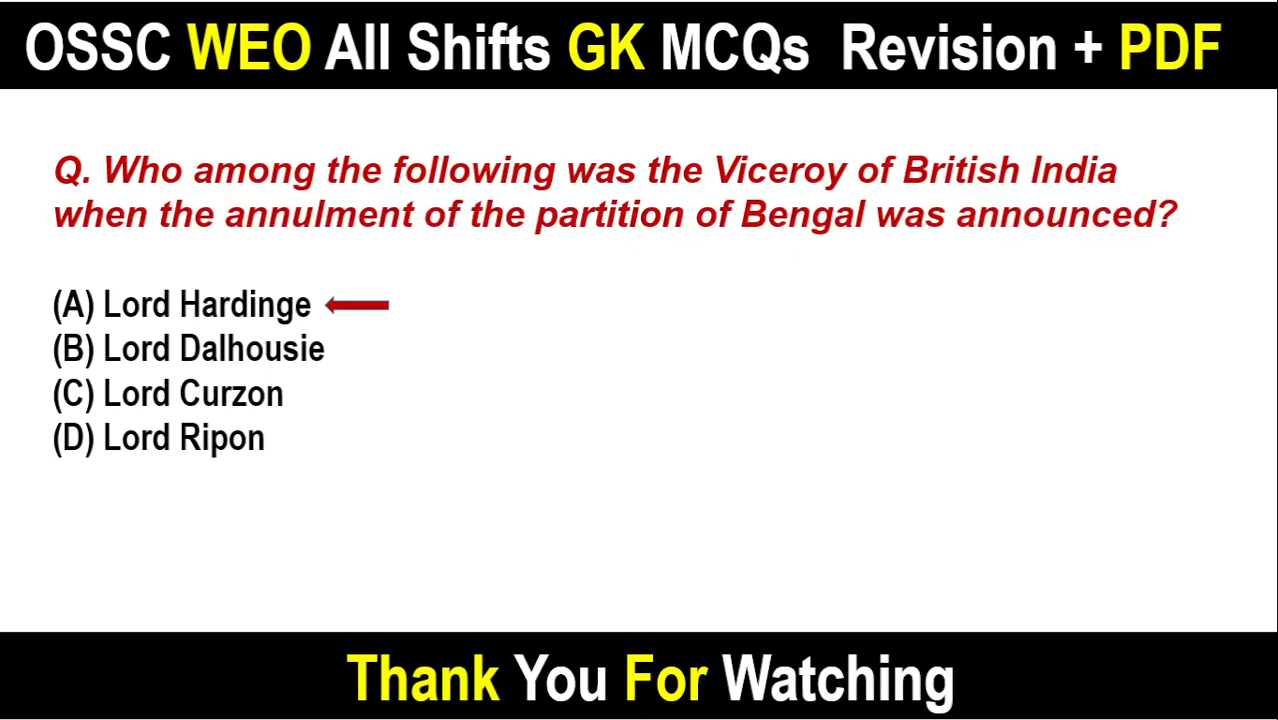 OSSC WEO All Shifts GK MCQs Revision + PDF
Q. Who among the following was the Viceroy of British India
when the annulment of the partition of Bengal was announced?
(A) Lord Hardinge
(B) Lord Dalhousie
(C) Lord Curzon
(D) Lord Ripon
Thank You For Watching